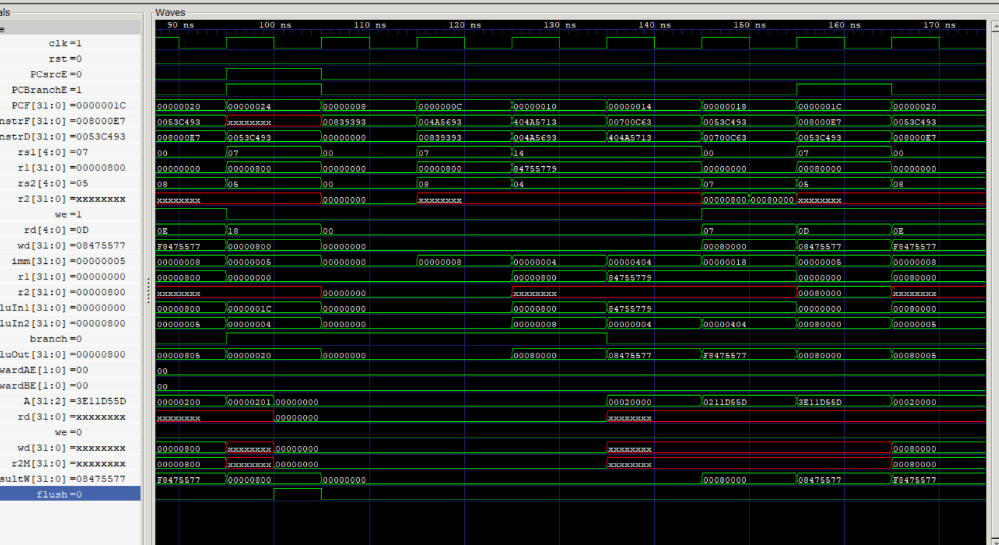 als Waves
e 90 ns 100 ns 110 ns 120 ns 130 ns 140 ns 150 ns 160 ns 170 ns
clk=1
rst=0
PCsrcE=0
PCBranchE=1
PCF[31:0]=0000001C 00000020 00000024 00000008 0000000C 00000010 00000014 00000018 0000001C 00000020
nstrF[31:0]=008000E7 0053C493 xxxxxxxx 00839393 004A5693 404A5713 00700C63 0053C493 008000E7 0053C493
nstrD[31:0]=0053C493 008000E7 0053C493 00000000 00839393 004A5693 404A5713 00700C63 0053C493 008000E7
rs1[4:0]=07 00 07 00 07 14 00 07 00
r1[31:0]=00000800 00000000 00000800 00000000 00000800 84755779 00000000 00080000 00000000
rs2[4:0]=05 08 05 00 08 04 07 05 08
r2[31:0]=xxxxxxxx xxxxxxxx 00000000 xxxxxxxx 00000800 00080000 xxxxxxxx
we=1
rd[4:0]=0D 0E 18 00 07 0D 0E
wd[31:0]=08475577 F8475577 00000800 00000000 00080000 08475577 F8475577
imm[31:0]=00000005 00000008 00000005 00000000 00000008 00000004 00000404 00000018 00000005 00000008
r1[31:0]=00000000 00000800 00000000 00000800 84755779 00000000 00080000
r2[31:0]=00000800 xxxxxxxx 00000000 xxxxxxxx 00080000 xxxxxxxx
luIn1[31:0]=00000000 00000800 0000001C 00000000 00000800 84755779 00000000 00080000
luIn2[31:0]=00000800 00000005 00000004 00000000 00000008 00000004 00000404 00080000 00000005
branch=0
luOut[31:0]=00000800 00000805 00000020 00000000 00080000 08475577 F8475577 00080000 00080005
wardAE[1:0]=00 00
wardBE[1:0]=00 00
A[31:2]=3E11D55D 00000200 00000201 00000000 00020000 0211D55D 3E11D55D 00020000
rd[31:0]=xxxxxxxx xxxxxxxx 00000000 xxxxxxxx
we=0
wd[31:0]=xxxxxxxx 00000800 xxxxxxxx 00000000 xxxxxxxx 00080000
r2M[31:0]=xxxxxxxx 00000800 xxxxxxxx 00000000 xxxxxxxx 00080000
sultW[31:0]=08475577 F8475577 00000800 00000000 00080000 08475577 F8475577
flush=0